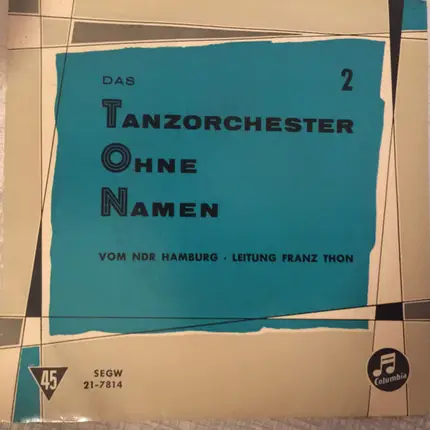 DAS 2
TANZORCHESTER
OHNE
NAMEN
VOM NDR HAMBURG · LEITUNG FRANZ THON
45
SEGW
21-7814
Columbia